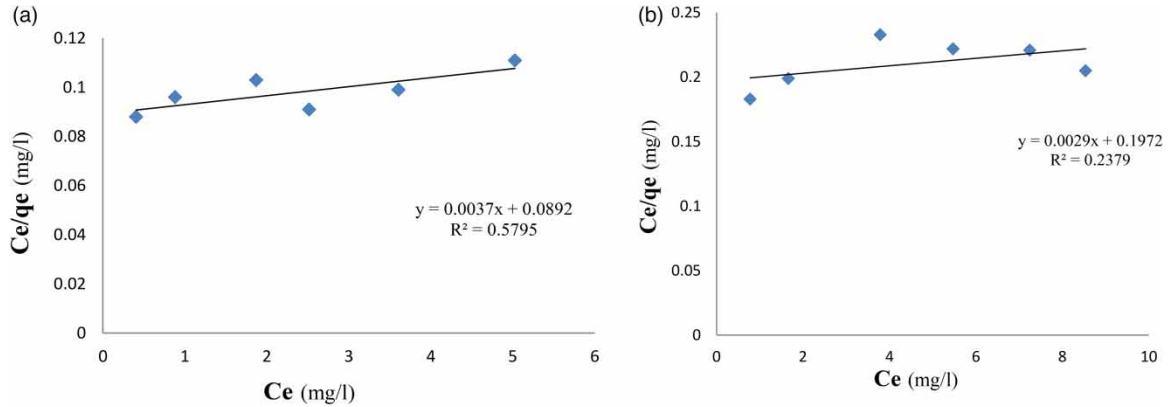 (a)
0.12
0.1
0.08
0.06
0.04
0.02
0
Ce/qe (mg/l)
y = 0.0037x + 0.0892
R² = 0.5795
0 1 2 3 4 5 6
Ce (mg/l)
(b)
0.25
0.2
0.15
0.1
0.05
0
Ce/qe (mg/l)
y = 0.0029x + 0.1972
R² = 0.2379
0 2 4 6 8 10
Ce (mg/l)